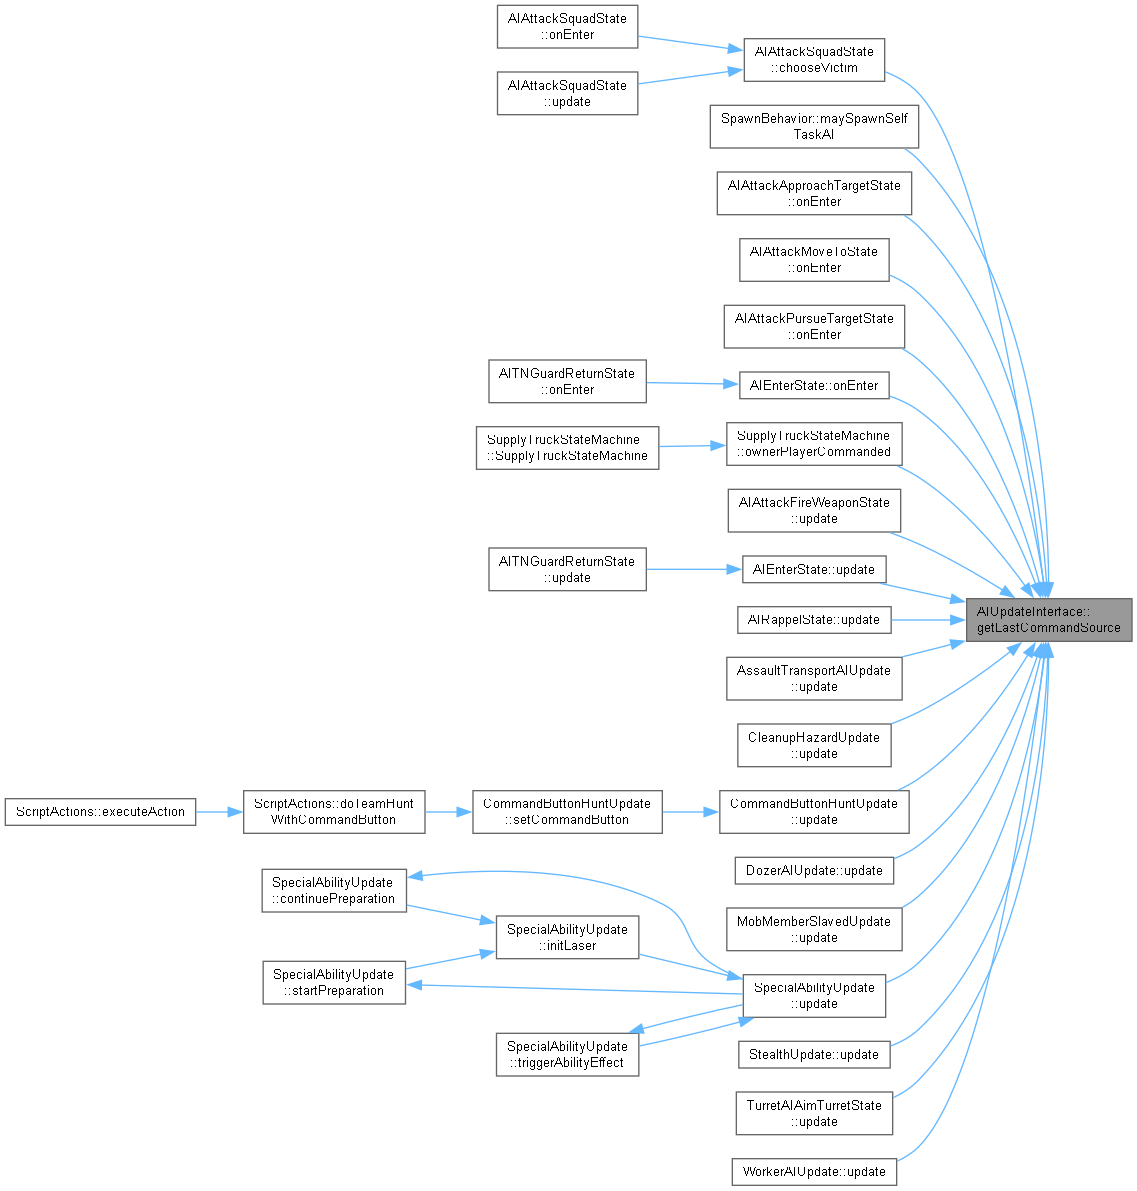 AIAttackSquadState
::onEnter
AIAttackSquadState
::chooseVictim
AIAttackSquadState
::update
SpawnBehavior::maySpawnSelf
TaskAI
AIAttackApproachTargetState
::onEnter
AIAttackMoveToState
::onEnter
AIAttackPursueTargetState
::onEnter
AITNGuardReturnState
::onEnter
AIEnterState::onEnter
SupplyTruckStateMachine
::SupplyTruckStateMachine
SupplyTruckStateMachine
::ownerPlayerCommanded
AIAttackFireWeaponState
::update
AITNGuardReturnState
::update
AIEnterState::update
AIRappelState::update
AIUpdateInterface::
getLastCommandSource
AssaultTransportAIUpdate
::update
CleanupHazardUpdate
::update
ScriptActions::executeAction
ScriptActions::doTeamHunt
WithCommandButton
CommandButtonHuntUpdate
::setCommandButton
CommandButtonHuntUpdate
::update
DozerAIUpdate::update
SpecialAbilityUpdate
::continuePreparation
MobMemberSlavedUpdate
::update
SpecialAbilityUpdate
::initLaser
SpecialAbilityUpdate
::startPreparation
SpecialAbilityUpdate
::update
SpecialAbilityUpdate
::triggerAbilityEffect
StealthUpdate::update
TurretAIAimTurretState
::update
WorkerAIUpdate::update